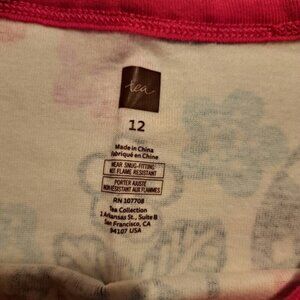 tea
12
Made in China
fabriqué en Chine
WEAR SNUG-FITTING
NOT FLAME RESISTANT
PORTER AJUSTÉ
NON RÉSISTANT AUX FLAMMES
RN 107708
Tea Collection
1 Arkansas St., Suite B
San Francisco, CA
94107 USA